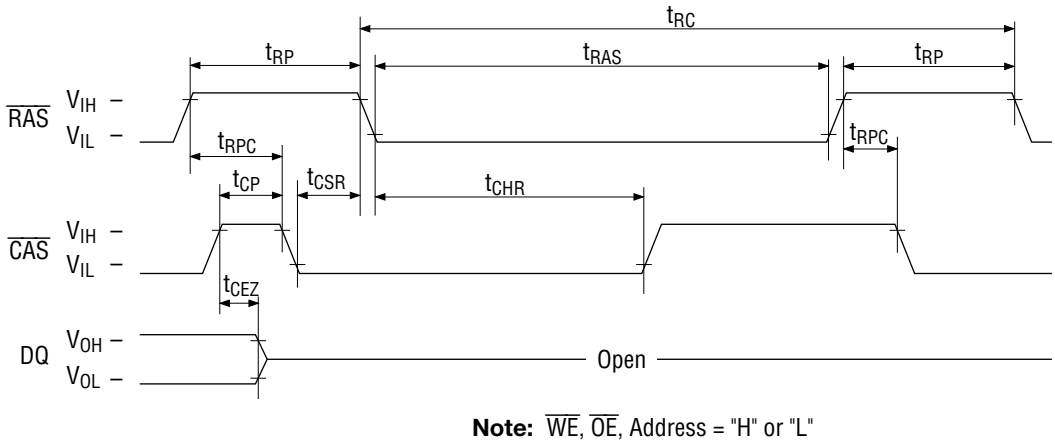 tRC
tRP tRAS tRP
RAS VIH –
VIL –
tRPC tRPC
tCP tCSR tCHR
CAS VIH –
VIL –
tCEZ
DQ VOH –
VOL –
Open
Note: WE, OE, Address = "H" or "L"